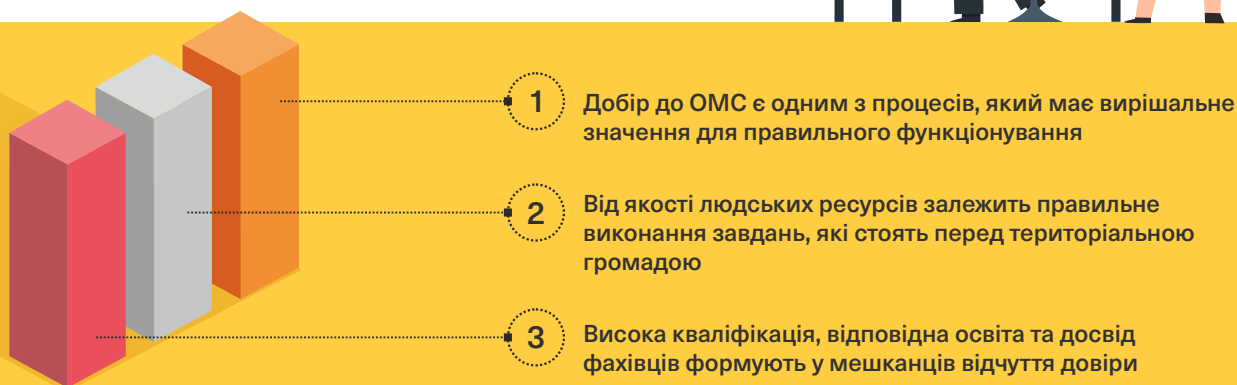 1
Добір до ОМС є одним з процесів, який має вирішальне
значення для правильного функціонування
2
Від якості людських ресурсів залежить правильне
виконання завдань, які стоять перед територіальною
громадою
3
Висока кваліфікація, відповідна освіта та досвід
фахівців формують у мешканців відчуття довіри